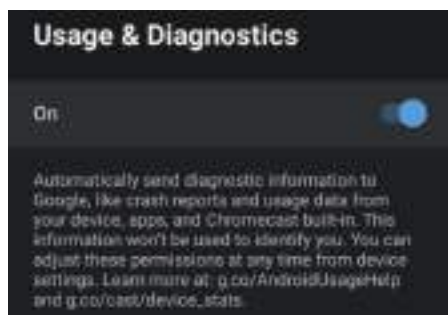 Usage & Diagnostics
On
Automatically send diagnostic information to
Google, like crash reports and usage data from
your device, apps, and Chromecast built-in. This
information won't be used to identify you. You can
adjust these permissions at any time from device
settings. Learn more at: g.co/AndroidUsageHelp
and g.co/cast/device_stats.